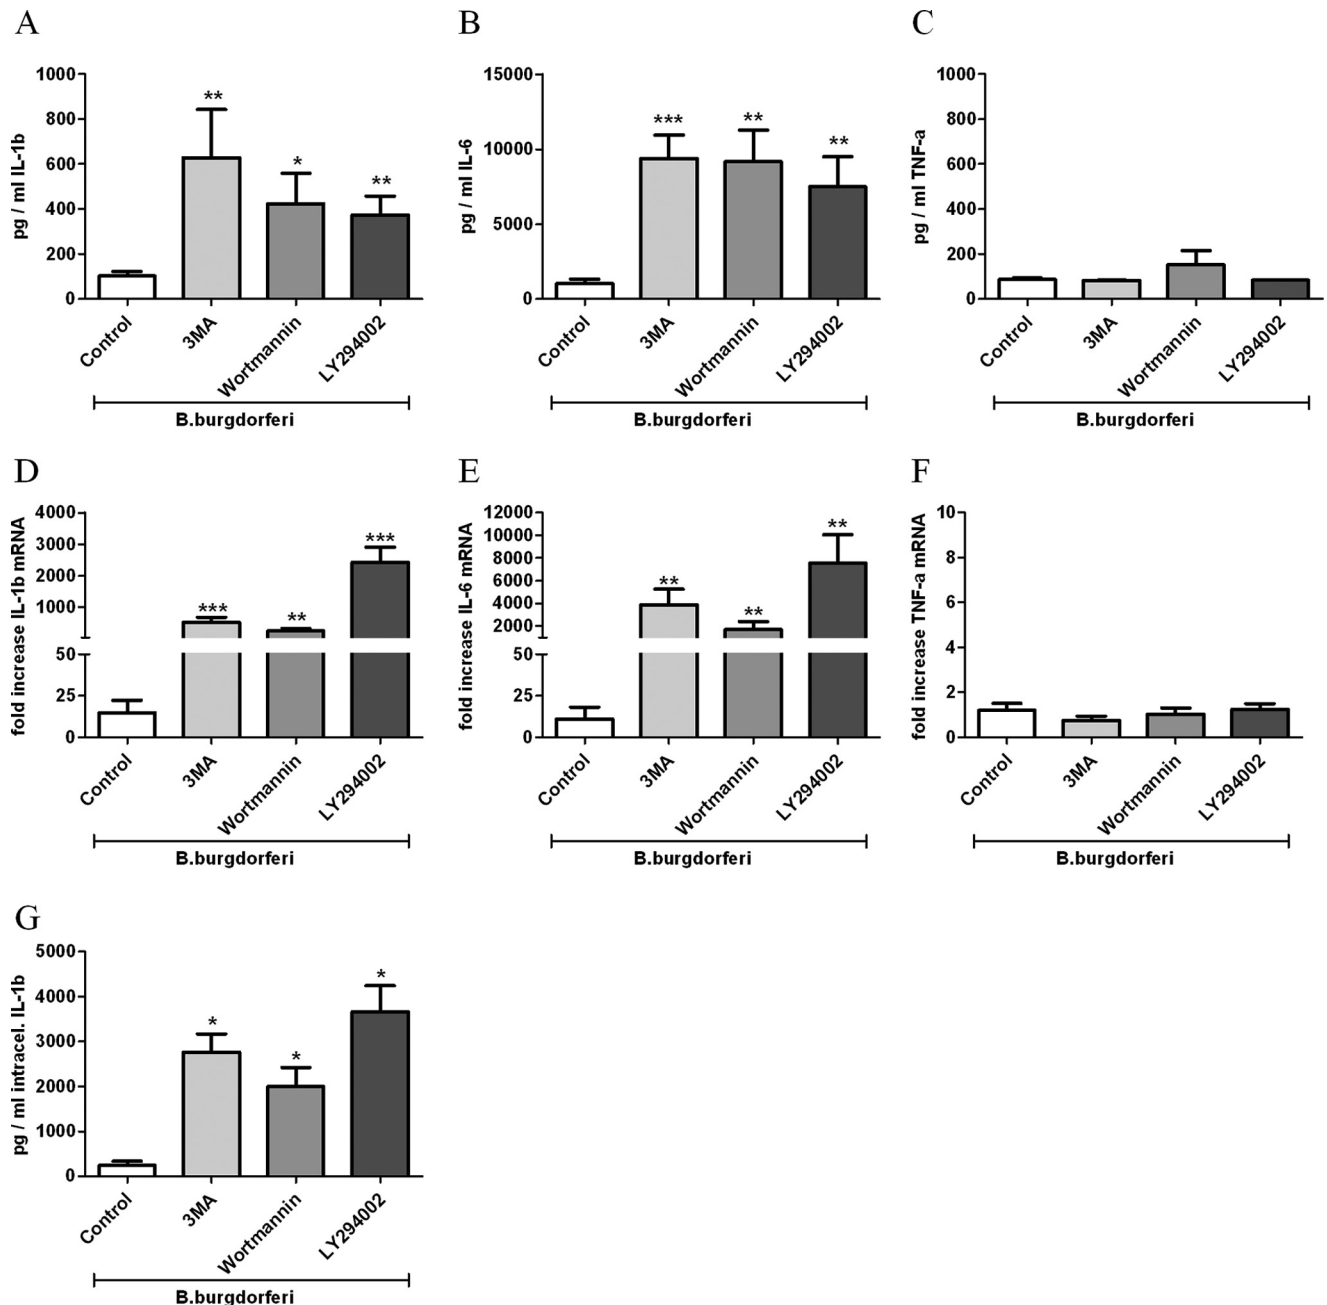 A
B
C
pg / ml IL-1b
1000
800
600
400
200
0
**
*
**
Control
3MA
Wortmannin
LY294002
B.burgdorferi
pg / ml IL-6
15000
10000
5000
0
***
**
**
Control
3MA
Wortmannin
LY294002
B.burgdorferi
pg / ml TNF-a
1000
800
600
400
200
0
Control
3MA
Wortmannin
LY294002
B.burgdorferi
D
E
F
fold increase IL-1b mRNA
4000
3000
2000
1000
50
25
0
***
**
***
Control
3MA
Wortmannin
LY294002
B.burgdorferi
fold increase IL-6 mRNA
12000
10000
8000
6000
4000
2000
50
25
0
**
**
**
Control
3MA
Wortmannin
LY294002
B.burgdorferi
fold increase TNF-a mRNA
10
8
6
4
2
0
Control
3MA
Wortmannin
LY294002
B.burgdorferi
G
pg / ml intracel. IL-1b
5000
4000
3000
2000
1000
0
*
*
*
Control
3MA
Wortmannin
LY294002
B.burgdorferi